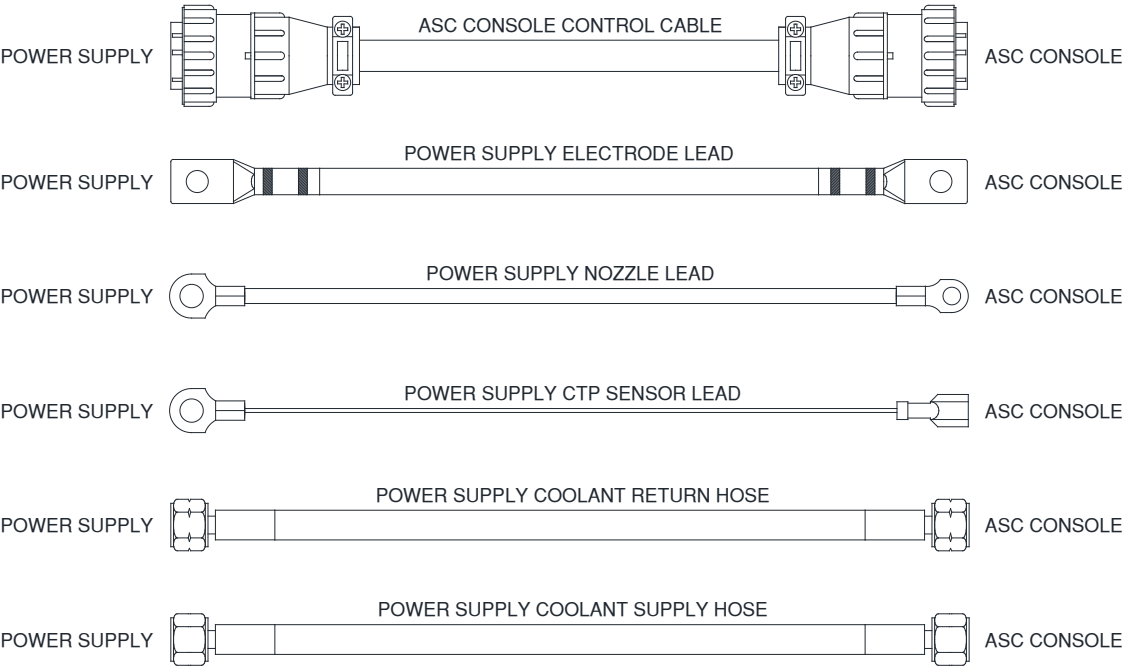 ASC CONSOLE CONTROL CABLE
POWER SUPPLY ASC CONSOLE
POWER SUPPLY ELECTRODE LEAD
POWER SUPPLY ASC CONSOLE
POWER SUPPLY NOZZLE LEAD
POWER SUPPLY ASC CONSOLE
POWER SUPPLY CTP SENSOR LEAD
POWER SUPPLY ASC CONSOLE
POWER SUPPLY COOLANT RETURN HOSE
POWER SUPPLY ASC CONSOLE
POWER SUPPLY COOLANT SUPPLY HOSE
POWER SUPPLY ASC CONSOLE